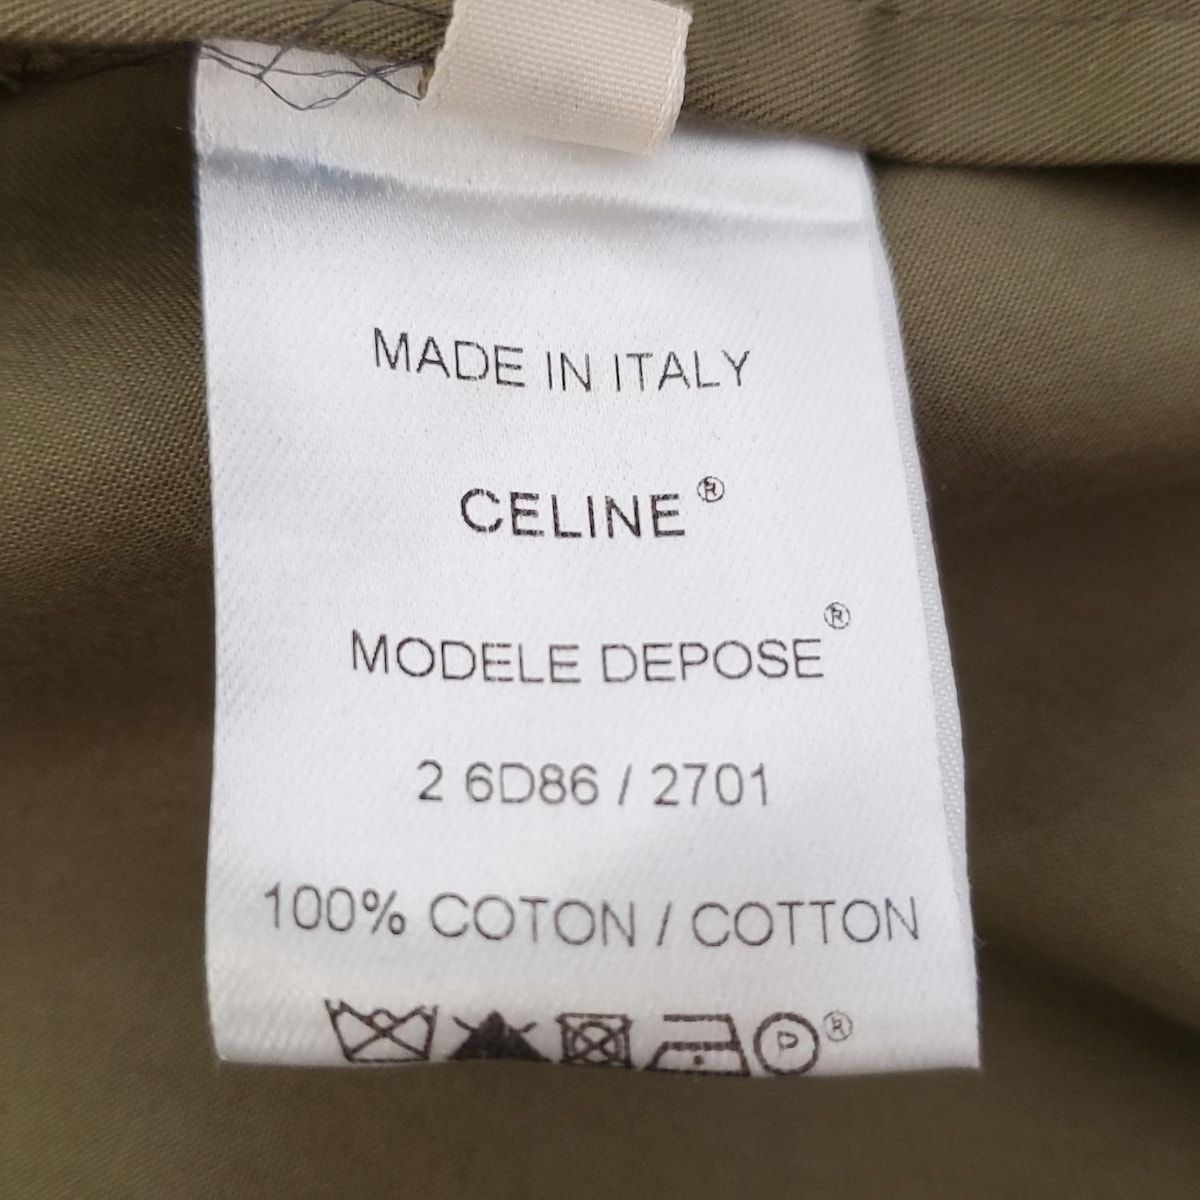 MADE IN ITALY
CELINE®
MODELE DEPOSE®
2 6D86 / 2701
100% COTON / COTTON
P ®